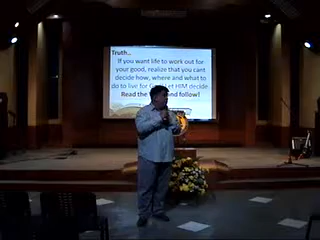 Truth..
If you want life to work out for
your good, realize that you cant
decide how, where and what to
do to live for HIM decide.
Read the and follow!